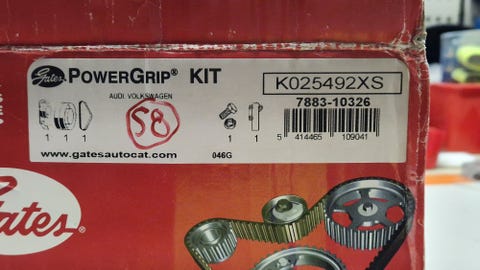 Gates POWERGRIP® KIT
K025492XS
AUDI, VOLKSWAGEN
7883-10326
58
1 1 1
1 1
5 414465 109041
www.gatesautocat.com
046G
Gates